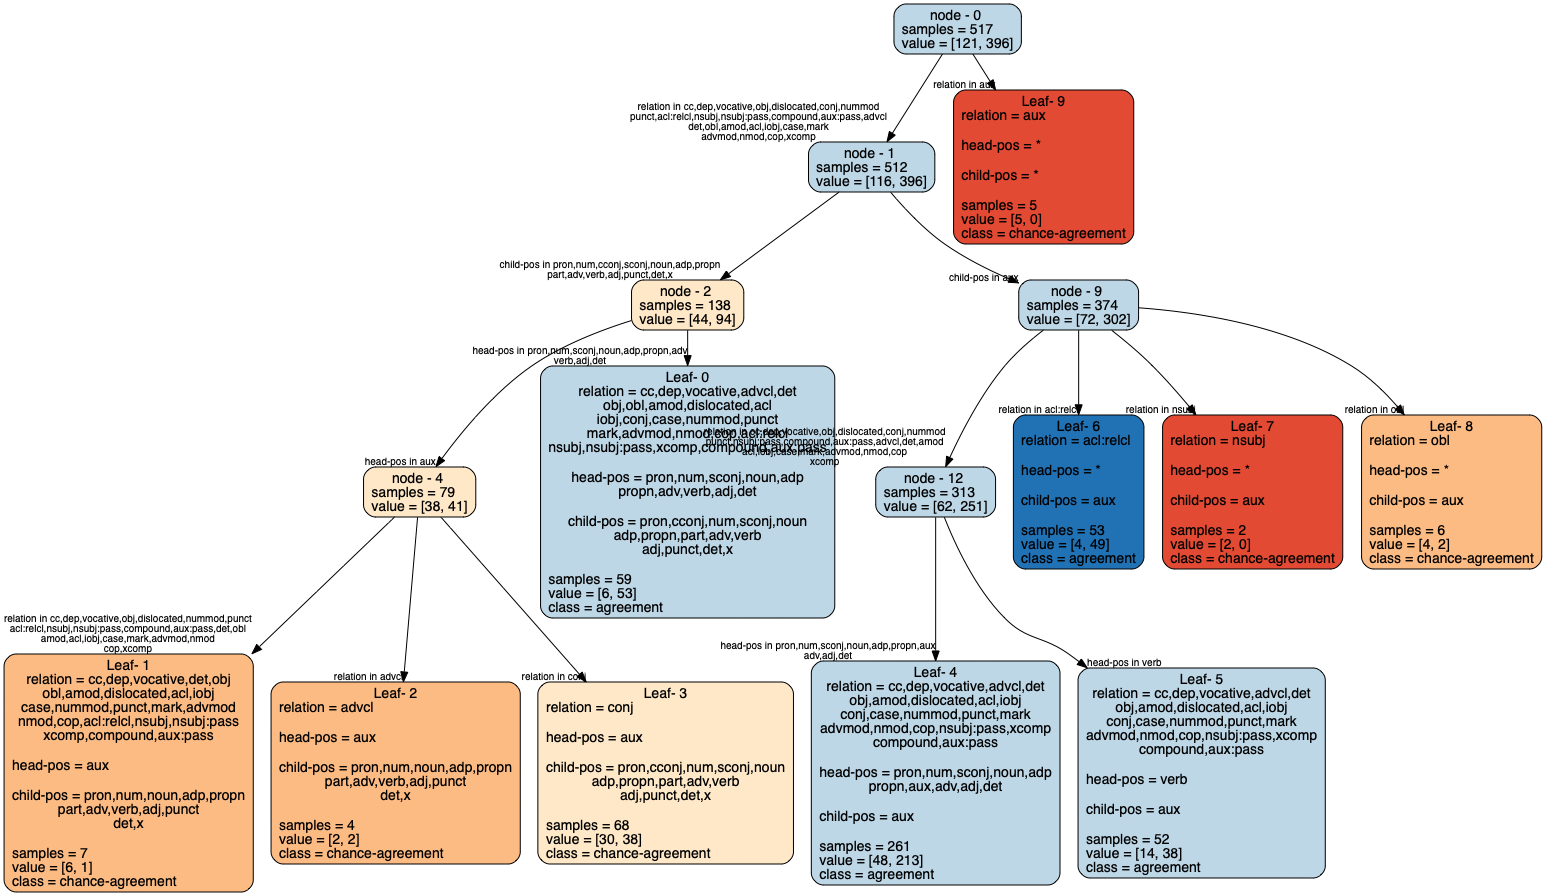 node - 0
samples = 517
value = [121, 396]
relation in aux
Leaf- 9
relation = aux
head-pos = *
child-pos = *
samples = 5
value = [5, 0]
class = chance-agreement
relation in cc,dep,vocative,obj,dislocated,conj,nummod
punct,acl:relcl,nsubj,nsubj:pass,compound,aux:pass,advcl
det,obl,amod,acl,iobj,case,mark
advmod,nmod,cop,xcomp
node - 1
samples = 512
value = [116, 396]
child-pos in pron,num,cconj,sconj,noun,adp,propn
part,adv,verb,adj,punct,det,x
node - 2
samples = 138
value = [44, 94]
child-pos in aux
node - 9
samples = 374
value = [72, 302]
head-pos in pron,num,sconj,noun,adp,propn,adv
verb,adj,det
Leaf- 0
relation = cc,dep,vocative,advcl,det
obj,obl,amod,dislocated,acl
iobj,conj,case,nummod,punct
mark,advmod,nmod,cop,acl:relcl
nsubj,nsubj:pass,xcomp,compound,aux:pass
head-pos = pron,num,sconj,noun,adp
propn,adv,verb,adj,det
child-pos = pron,cconj,num,sconj,noun
adp,propn,part,adv,verb
adj,punct,det,x
samples = 59
value = [6, 53]
class = agreement
relation in cc,dep,vocative,obj,dislocated,conj,nummod
punct,nsubj:pass,compound,aux:pass,advcl,det,amod
acl,iobj,case,mark,advmod,nmod,cop
xcomp
relation in acl:relcl
Leaf- 6
relation = acl:relcl
head-pos = *
child-pos = aux
samples = 53
value = [4, 49]
class = agreement
relation in nsubj
Leaf- 7
relation = nsubj
head-pos = *
child-pos = aux
samples = 2
value = [2, 0]
class = chance-agreement
relation in obl
Leaf- 8
relation = obl
head-pos = *
child-pos = aux
samples = 6
value = [4, 2]
class = chance-agreement
head-pos in aux
node - 4
samples = 79
value = [38, 41]
node - 12
samples = 313
value = [62, 251]
relation in cc,dep,vocative,obj,dislocated,nummod,punct
acl:relcl,nsubj,nsubj:pass,compound,aux:pass,det,obl
amod,acl,iobj,case,mark,advmod,nmod
cop,xcomp
Leaf- 1
relation = cc,dep,vocative,det,obj
obl,amod,dislocated,acl,iobj
case,nummod,punct,mark,advmod
nmod,cop,acl:relcl,nsubj,nsubj:pass
xcomp,compound,aux:pass
head-pos = aux
child-pos = pron,num,noun,adp,propn
part,adv,verb,adj,punct
det,x
samples = 7
value = [6, 1]
class = chance-agreement
relation in advcl
Leaf- 2
relation = advcl
head-pos = aux
child-pos = pron,num,noun,adp,propn
part,adv,verb,adj,punct
det,x
samples = 4
value = [2, 2]
class = chance-agreement
relation in conj
Leaf- 3
relation = conj
head-pos = aux
child-pos = pron,cconj,num,sconj,noun
adp,propn,part,adv,verb
adj,punct,det,x
samples = 68
value = [30, 38]
class = chance-agreement
head-pos in pron,num,sconj,noun,adp,propn,aux
adv,adj,det
Leaf- 4
relation = cc,dep,vocative,advcl,det
obj,amod,dislocated,acl,iobj
conj,case,nummod,punct,mark
advmod,nmod,cop,nsubj:pass,xcomp
compound,aux:pass
head-pos = pron,num,sconj,noun,adp
propn,aux,adv,adj,det
child-pos = aux
samples = 261
value = [48, 213]
class = agreement
head-pos in verb
Leaf- 5
relation = cc,dep,vocative,advcl,det
obj,amod,dislocated,acl,iobj
conj,case,nummod,punct,mark
advmod,nmod,cop,nsubj:pass,xcomp
compound,aux:pass
head-pos = verb
child-pos = aux
samples = 52
value = [14, 38]
class = agreement